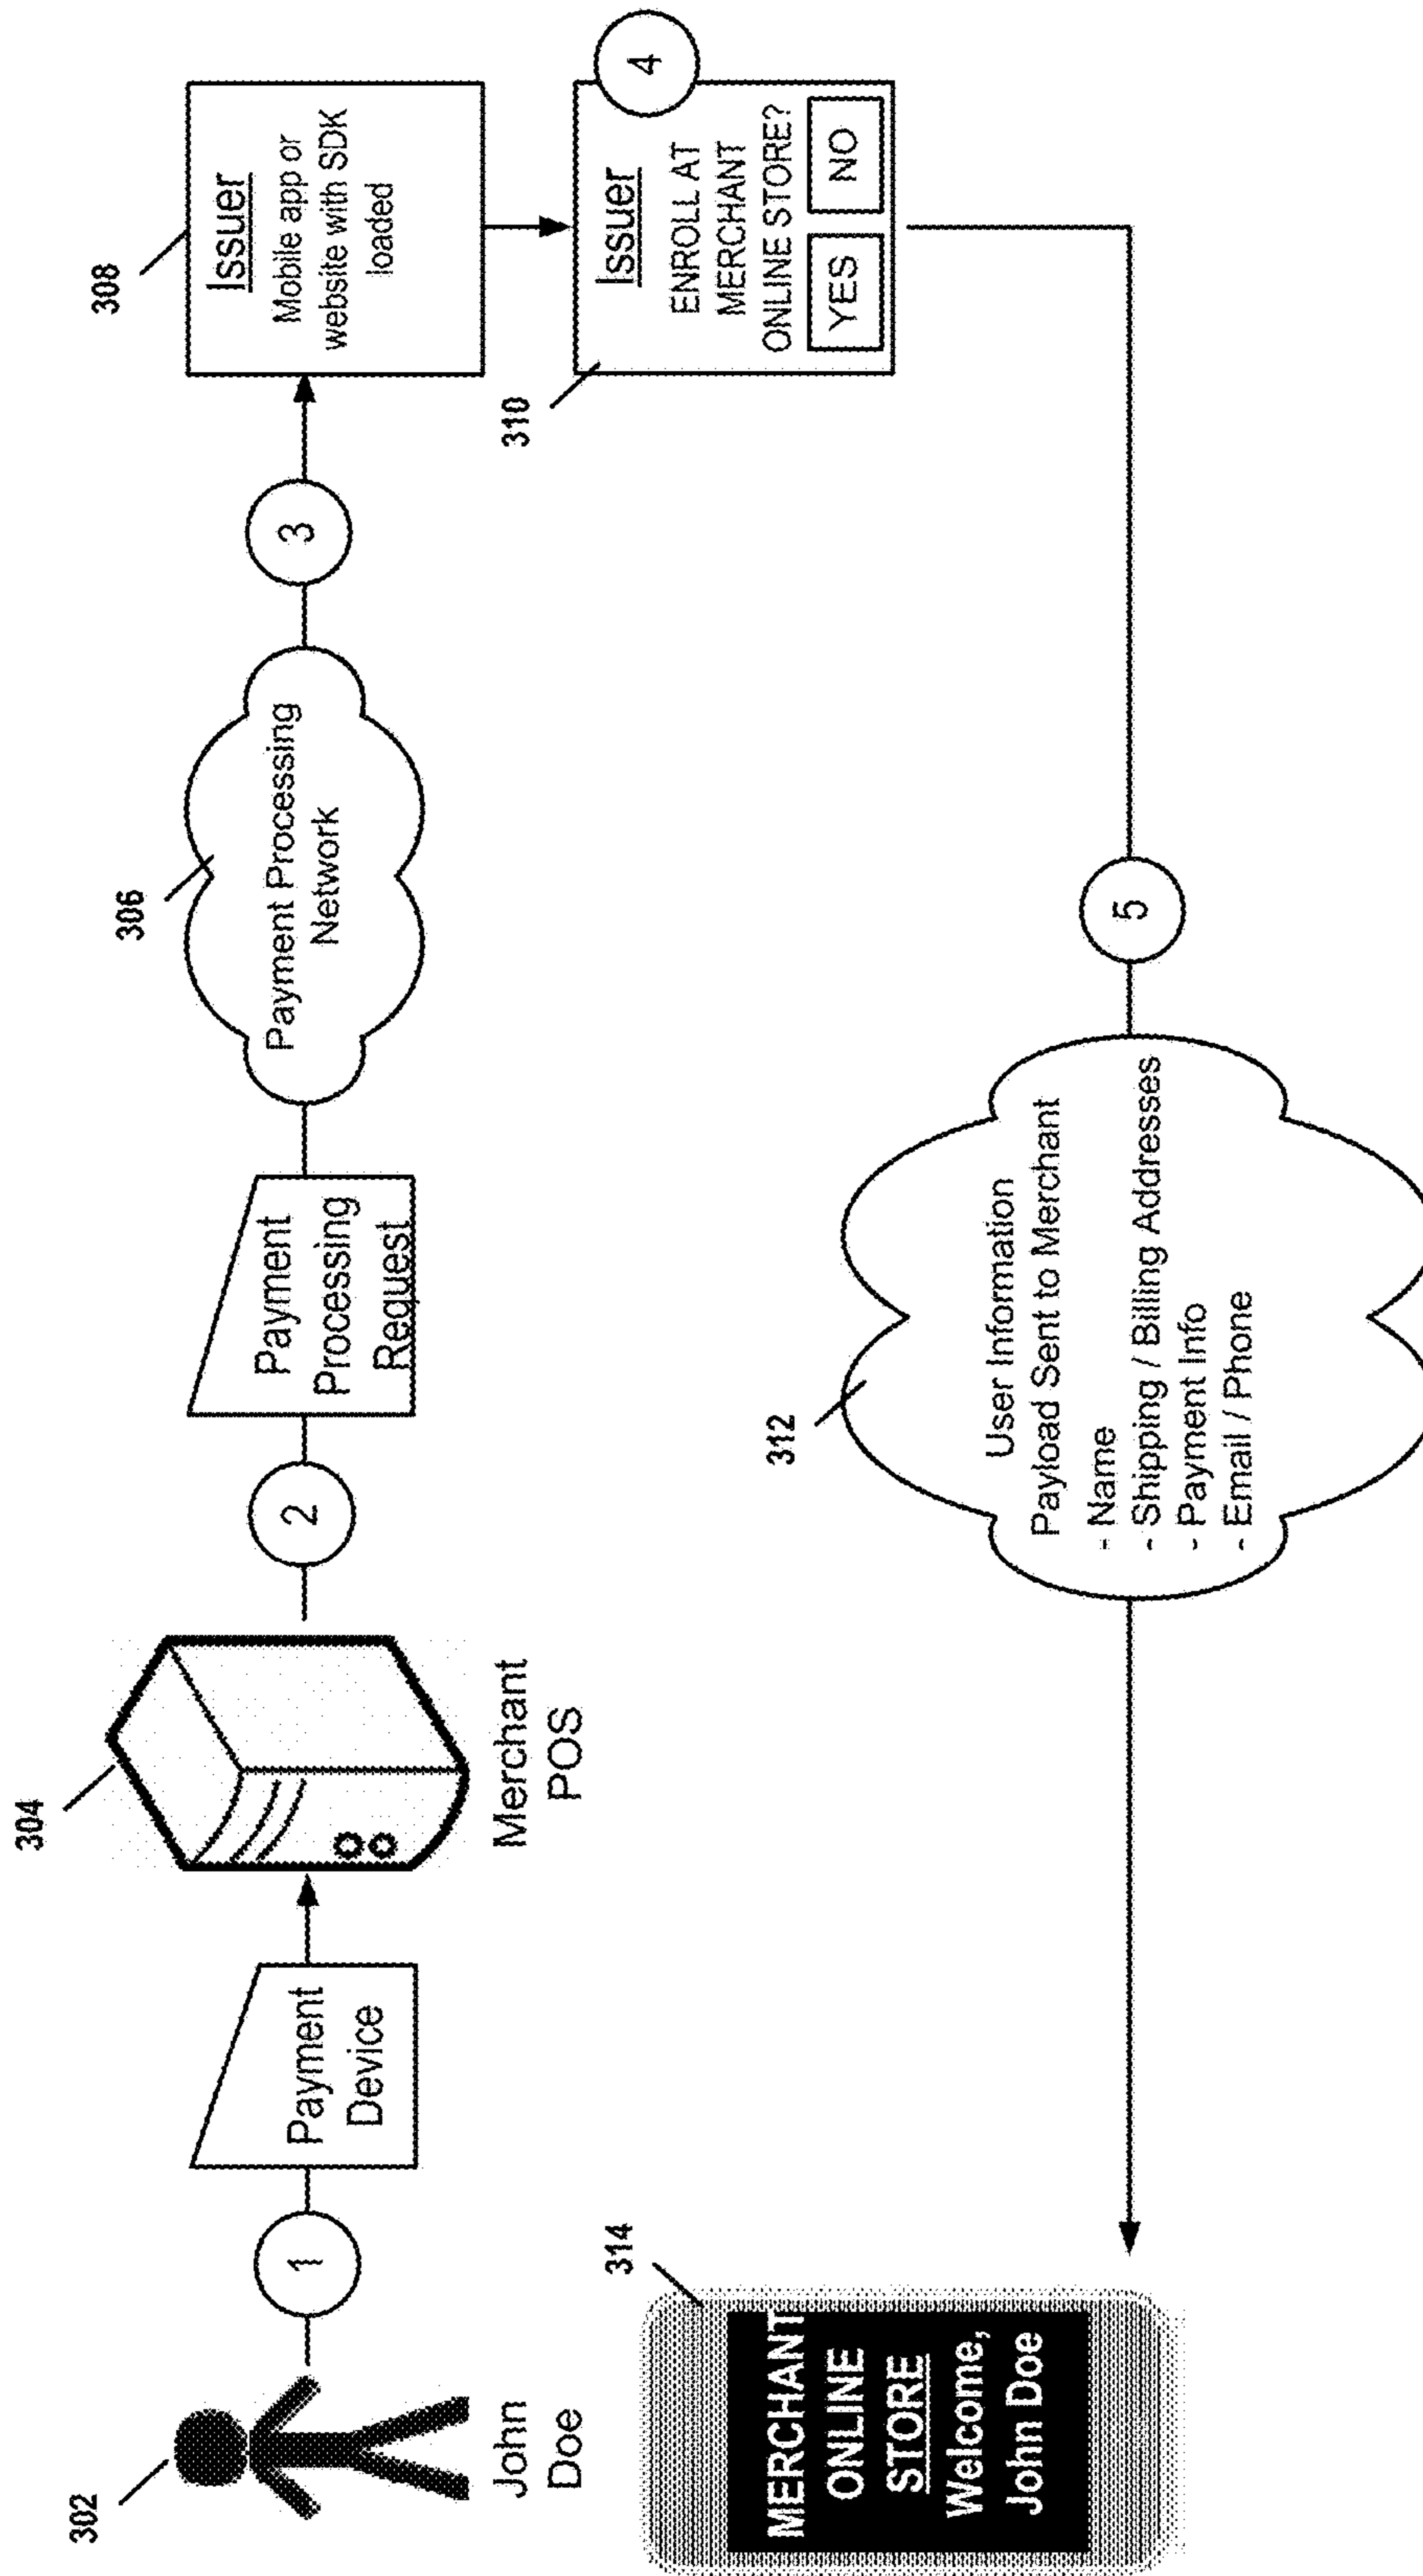 302
John
Doe
1
Payment
Device
304
Merchant
POS
2
Payment
Processing
Request
306
Payment Processing
Network
3
308
Issuer
Mobile app or
website with SDK
loaded
310
4
Issuer
ENROLL AT
MERCHANT
ONLINE STORE?
YES
NO
5
312
User Information
Payload Sent to Merchant
- Name
- Shipping / Billing Addresses
- Payment Info
- Email / Phone
314
MERCHANT
ONLINE
STORE
Welcome,
John Doe